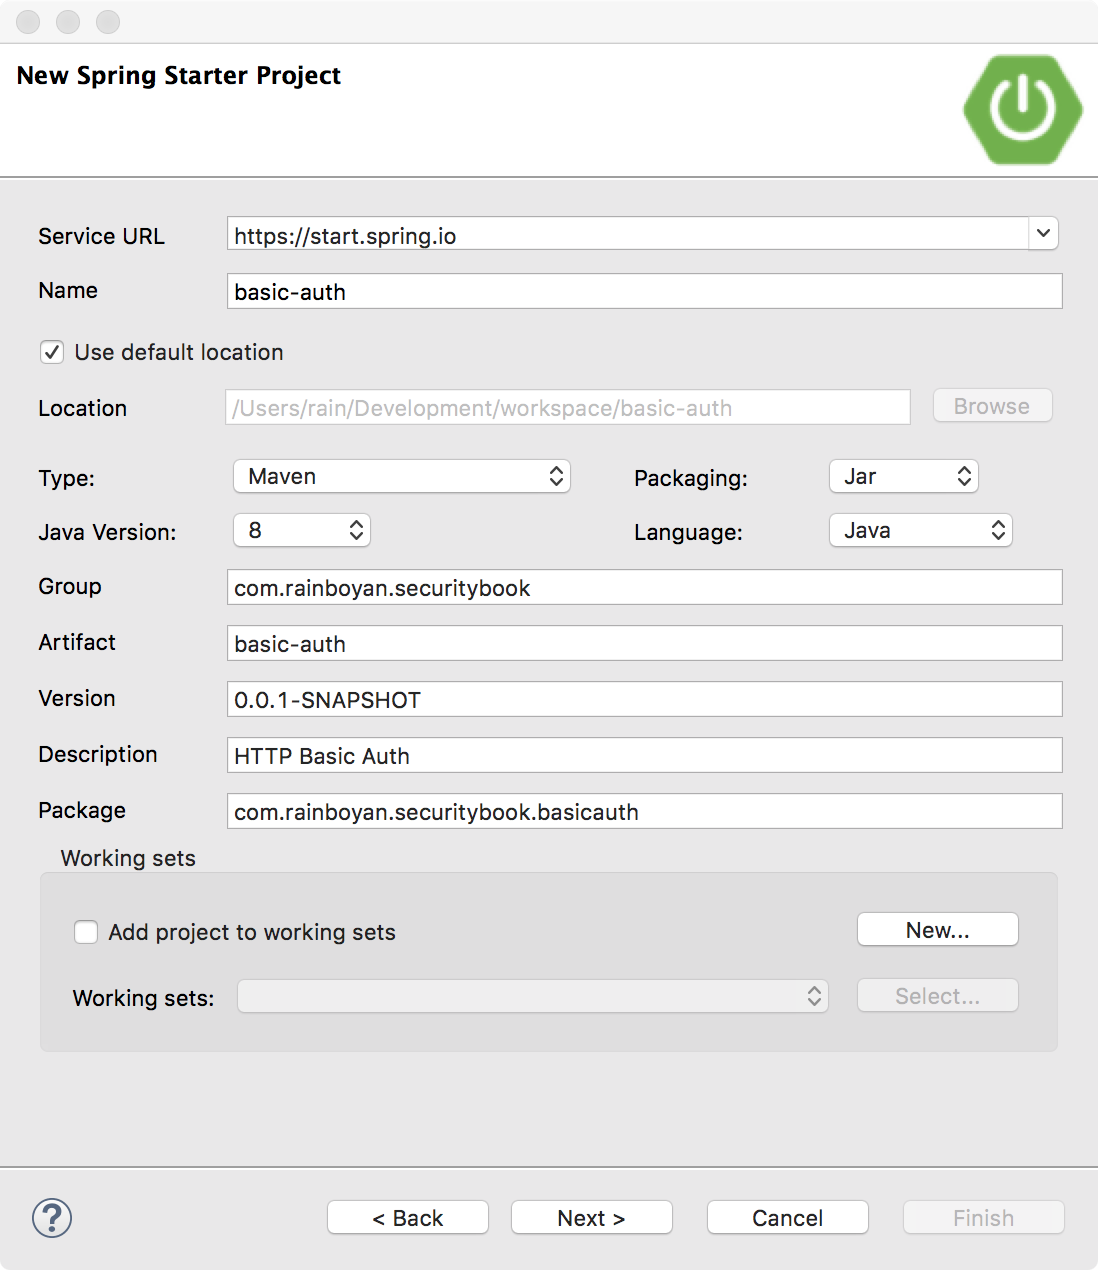 New Spring Starter Project
Service URL https://start.spring.io
Name basic-auth
Use default location
Location /Users/rain/Development/workspace/basic-auth Browse
Type: Maven Packaging: Jar
Java Version: 8 Language: Java
Group com.rainboyan.securitybook
Artifact basic-auth
Version 0.0.1-SNAPSHOT
Description HTTP Basic Auth
Package com.rainboyan.securitybook.basicauth
Working sets
Add project to working sets New...
Working sets: Select...
? < Back Next > Cancel Finish